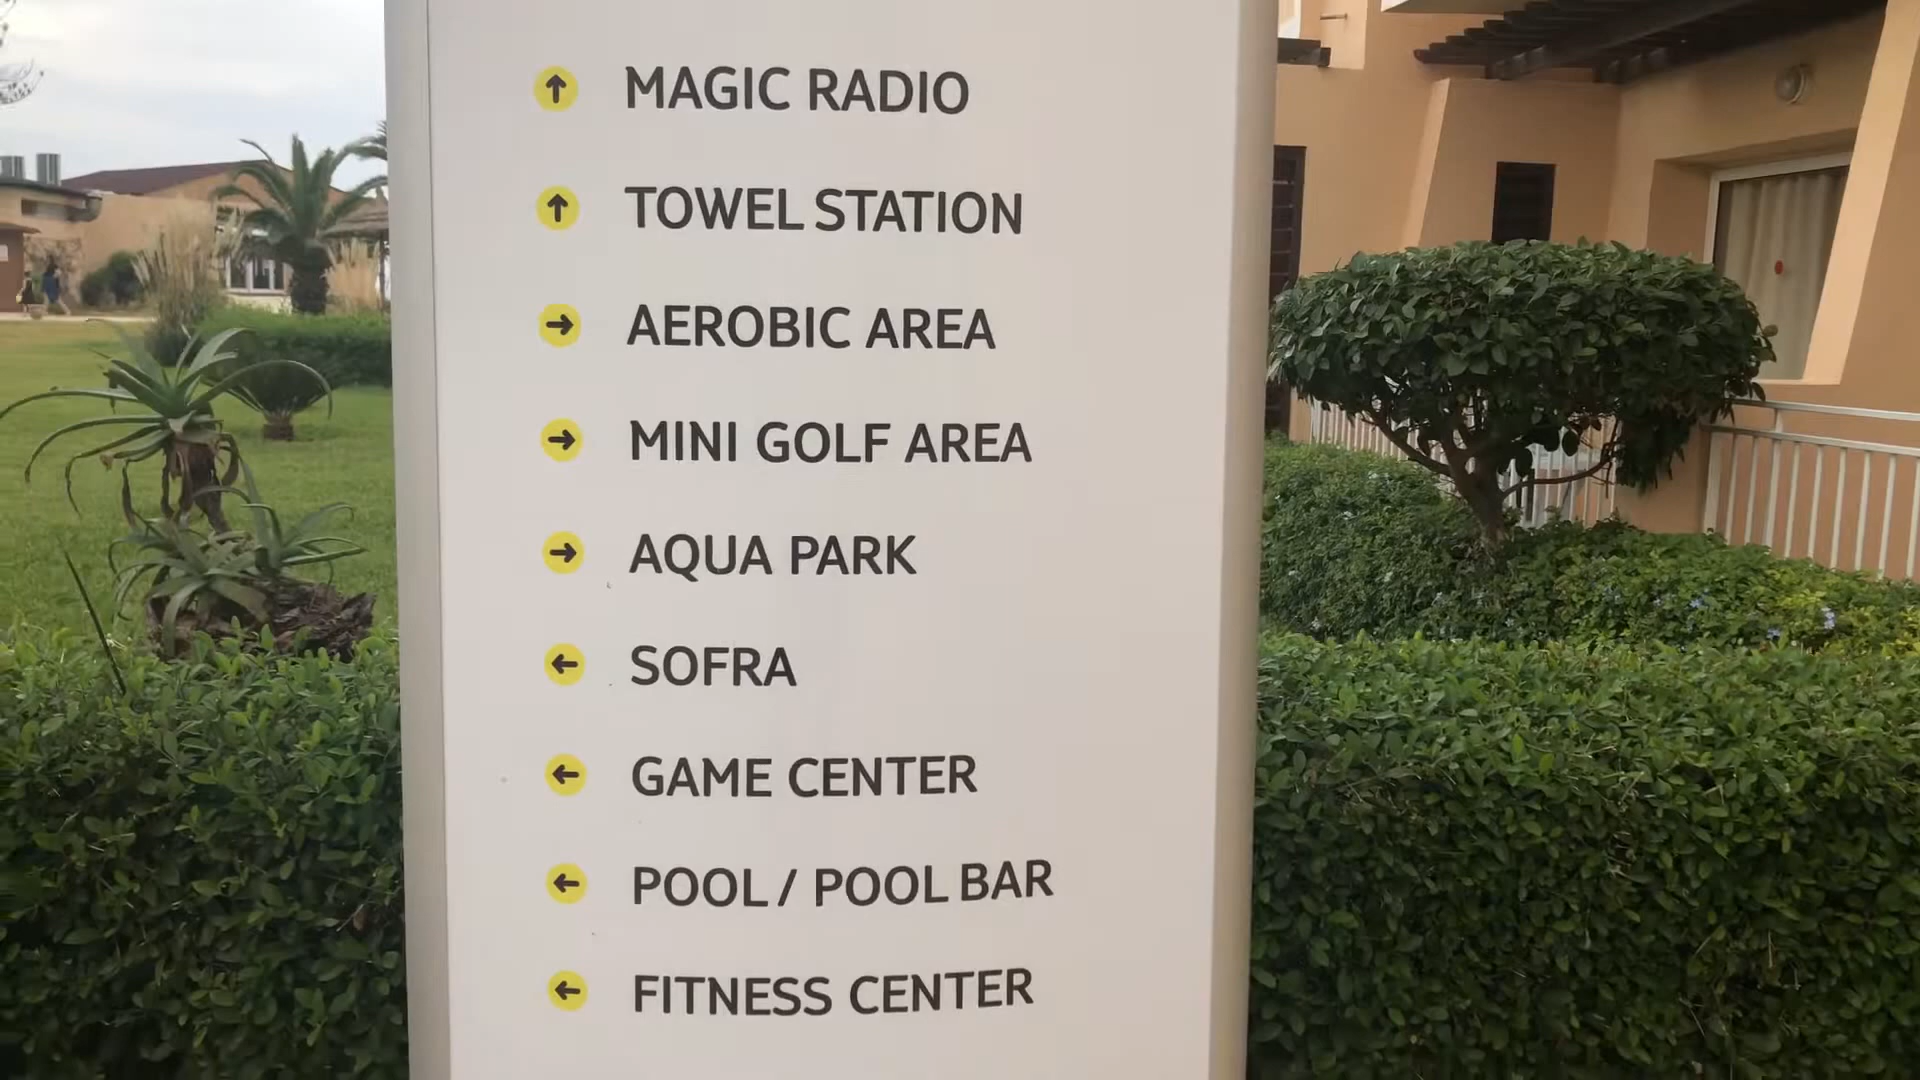 MAGIC RADIO
TOWEL STATION
AEROBIC AREA
MINI GOLF AREA
AQUA PARK
SOFRA
GAME CENTER
POOL / POOL BAR
FITNESS CENTER